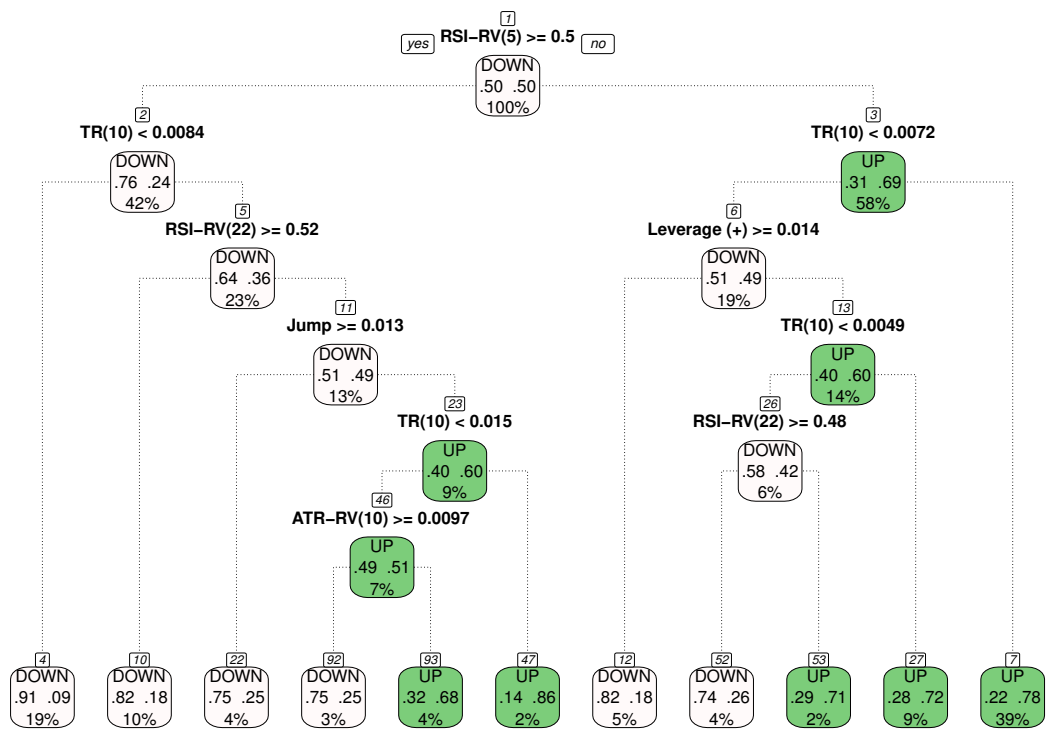 1
RSI−RV(5) >= 0.5
yes
no
DOWN
.50 .50
100%
2
TR(10) < 0.0084
DOWN
.76 .24
42%
3
TR(10) < 0.0072
UP
.31 .69
58%
5
RSI−RV(22) >= 0.52
DOWN
.64 .36
23%
6
Leverage (+) >= 0.014
DOWN
.51 .49
19%
11
Jump >= 0.013
DOWN
.51 .49
13%
13
TR(10) < 0.0049
UP
.40 .60
14%
23
TR(10) < 0.015
UP
.40 .60
9%
26
RSI−RV(22) >= 0.48
DOWN
.58 .42
6%
46
ATR−RV(10) >= 0.0097
UP
.49 .51
7%
4
DOWN
.91 .09
19%
10
DOWN
.82 .18
10%
22
DOWN
.75 .25
4%
92
DOWN
.75 .25
3%
93
UP
.32 .68
4%
47
UP
.14 .86
2%
12
DOWN
.82 .18
5%
52
DOWN
.74 .26
4%
53
UP
.29 .71
2%
27
UP
.28 .72
9%
7
UP
.22 .78
39%